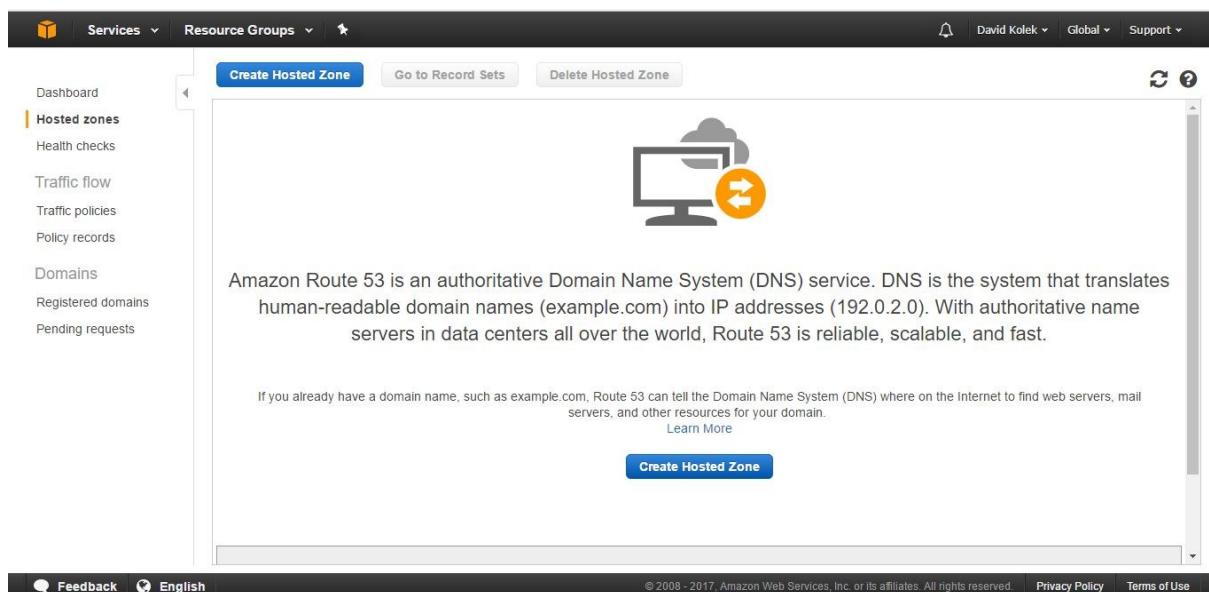 Services Resource Groups David Kolek Global Support
Create Hosted Zone Go to Record Sets Delete Hosted Zone
Dashboard
Hosted zones
Health checks
Traffic flow
Traffic policies
Policy records
Domains
Registered domains
Pending requests
Amazon Route 53 is an authoritative Domain Name System (DNS) service. DNS is the system that translates
human-readable domain names (example.com) into IP addresses (192.0.2.0). With authoritative name
servers in data centers all over the world, Route 53 is reliable, scalable, and fast.
If you already have a domain name, such as example.com, Route 53 can tell the Domain Name System (DNS) where on the Internet to find web servers, mail
servers, and other resources for your domain.
Learn More
Create Hosted Zone
Feedback English © 2008 - 2017, Amazon Web Services, Inc. or its affiliates. All rights reserved. Privacy Policy Terms of Use